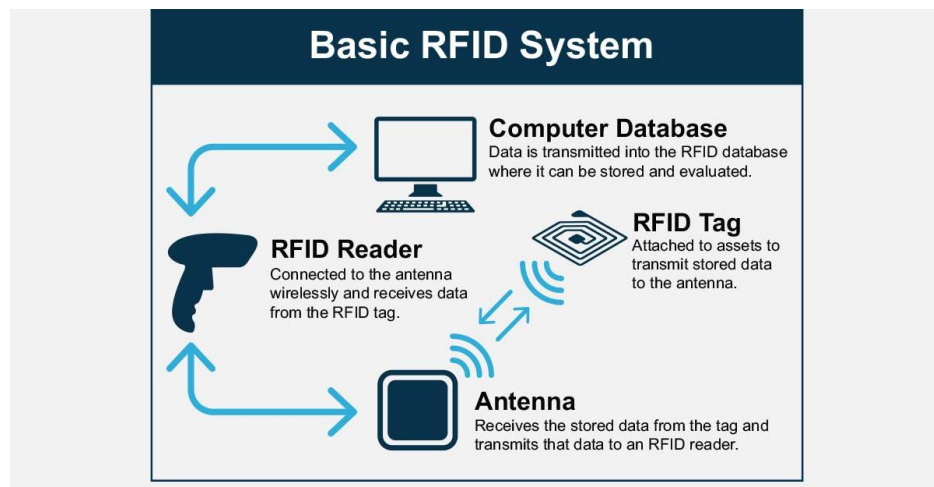 Basic RFID System
Computer Database
Data is transmitted into the RFID database
where it can be stored and evaluated.
RFID Tag
Attached to assets to
transmit stored data
to the antenna.
RFID Reader
Connected to the antenna
wirelessly and receives data
from the RFID tag.
Antenna
Receives the stored data from the tag and
transmits that data to an RFID reader.